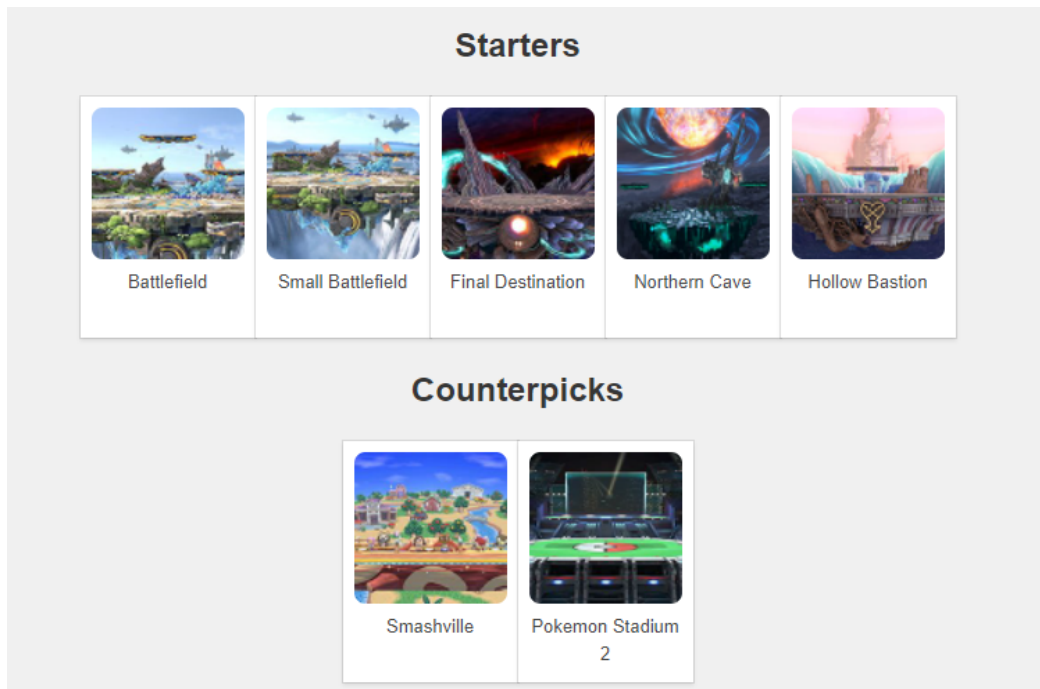 Starters
Battlefield
Small Battlefield
Final Destination
Northern Cave
Hollow Bastion
Counterpicks
Smashville
Pokemon Stadium
2